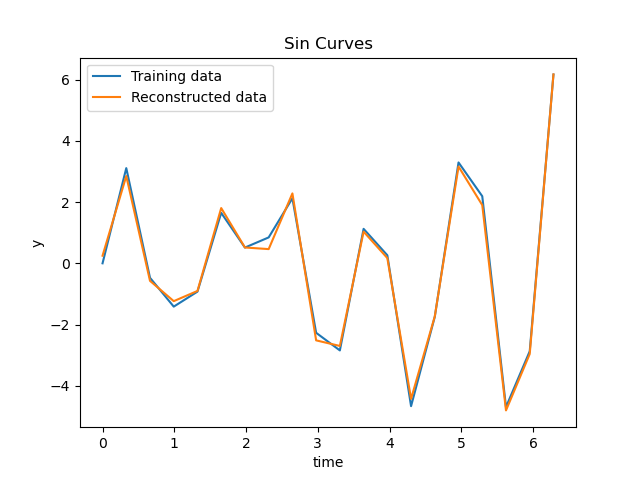 Sin Curves
Training data
Reconstructed data
6
4
2
0
−2
−4
y
0 1 2 3 4 5 6
time